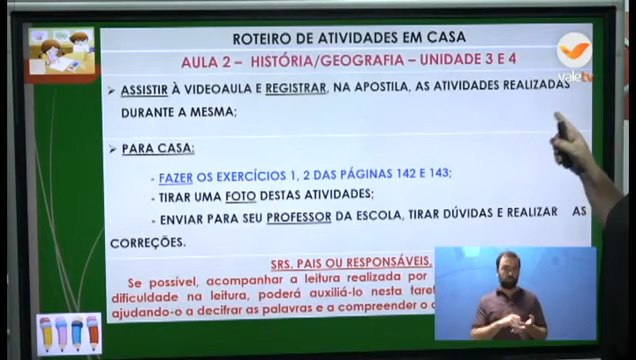 ROTEIRO DE ATIVIDADES EM CASA
AULA 2 – HISTÓRIA/GEOGRAFIA – UNIDADE 3 E 4
➤ ASSISTIR À VIDEOAULA E REGISTRAR, NA APOSTILA, AS ATIVIDADES REALIZADAS
DURANTE A MESMA;
➤ PARA CASA:
- FAZER OS EXERCÍCIOS 1, 2 DAS PÁGINAS 142 E 143;
- TIRAR UMA FOTO DESTAS ATIVIDADES;
- ENVIAR PARA SEU PROFESSOR DA ESCOLA, TIRAR DÚVIDAS E REALIZAR AS
CORREÇÕES.
SRS. PAIS OU RESPONSÁVEIS,
Se possível, acompanhar a leitura realizada por
dificuldade na leitura, poderá auxiliá-lo nesta
ajudando-o a decifrar as palavras e a compreender o
vale tv